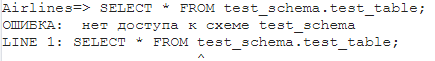 Airlines=> SELECT * FROM test_schema.test_table;
ОШИБКА:  нет доступа к схеме test_schema
LINE 1: SELECT * FROM test_schema.test_table;
                      ^